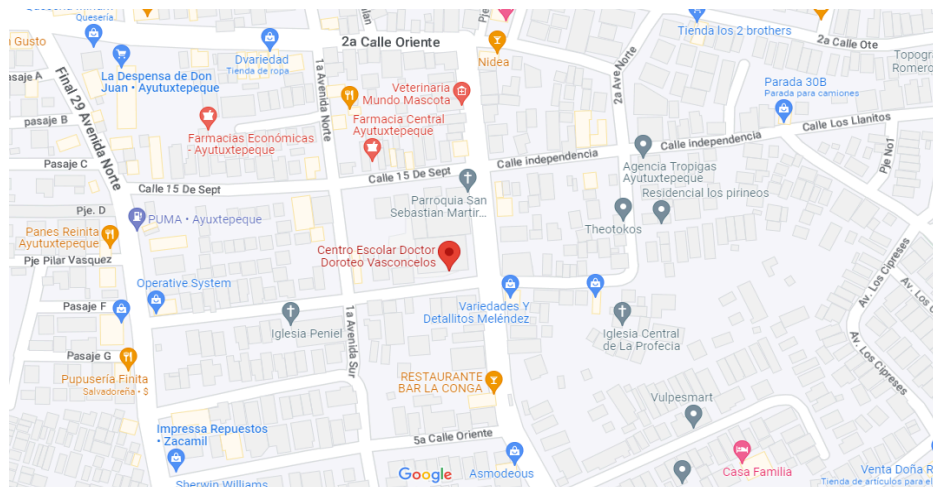 Quesería
Gusto
2a Calle Oriente
Tienda los 2 brothers
Dvariedad
Tienda de ropa
Nidea
2a Calle Ote
Pasaje A
La Despensa de Don
Juan • Ayutuxtepeque
1a Avenida Norte
Veterinaria
Mundo Mascota
2a Ave Norte
Parada 30B
Parada para camiones
Final 29 Avenida Norte
pasaje B
Farmacias Económicas
- Ayutuxtepeque
Farmacia Central
Ayutuxtepeque
Calle Los Llanitos
Calle independencia
Calle independencia
Pje No1
Pasaje C
Calle 15 De Sept
Calle 15 De Sept
Agencia Tropigas
Ayutuxtepeque
Residencial los pirineos
Parroquia San
Sebastian Martir...
Pje. D
PUMA • Ayuxtepeque
Panes Reinita
Ayutuxtepeque
Theotokos
Pje Pilar Vasquez
Centro Escolar Doctor
Doroteo Vasconcelos
Operative System
Av. Los Cipreses
Pasaje F
Variedades Y
Detallitos Meléndez
Iglesia Peniel
Iglesia Central
de La Profecia
1a Avenida Sur
Av. Los Cipreses
Pasaje G
Pupusería Finita
Salvadoreña • $
RESTAURANTE
BAR LA CONGA
Vulpesmart
Impressa Repuestos
• Zacamil
5a Calle Oriente
Google
Asmodeous
Casa Familia
Venta Doña R
Tienda de artículos para el
Sherwin Williams